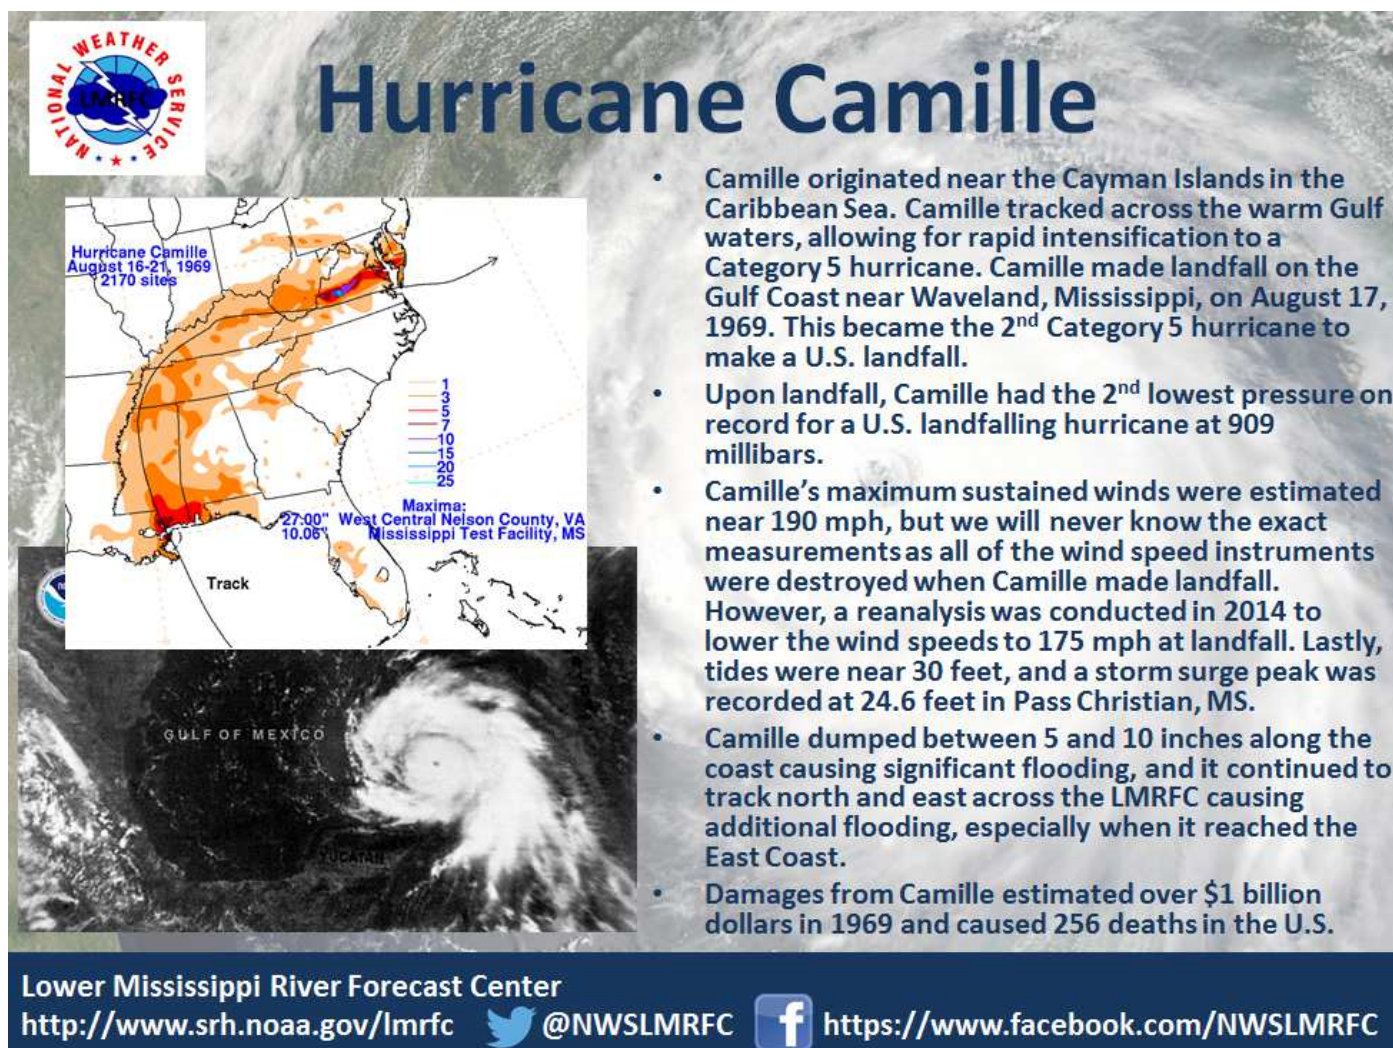 NATIONAL WEATHER SERVICE
LMRFC
Hurricane Camille
Hurricane Camille
August 16-21, 1969
2170 sites
1
3
5
7
10
15
20
25
Maxima:
27.00" West Central Nelson County, VA
10.06" Mississippi Test Facility, MS
Track
GULF OF MEXICO
YUCATAN
• Camille originated near the Cayman Islands in the
Caribbean Sea. Camille tracked across the warm Gulf
waters, allowing for rapid intensification to a
Category 5 hurricane. Camille made landfall on the
Gulf Coast near Waveland, Mississippi, on August 17,
1969. This became the 2nd Category 5 hurricane to
make a U.S. landfall.
• Upon landfall, Camille had the 2nd lowest pressure on
record for a U.S. landfalling hurricane at 909
millibars.
• Camille's maximum sustained winds were estimated
near 190 mph, but we will never know the exact
measurements as all of the wind speed instruments
were destroyed when Camille made landfall.
However, a reanalysis was conducted in 2014 to
lower the wind speeds to 175 mph at landfall. Lastly,
tides were near 30 feet, and a storm surge peak was
recorded at 24.6 feet in Pass Christian, MS.
• Camille dumped between 5 and 10 inches along the
coast causing significant flooding, and it continued to
track north and east across the LMRFC causing
additional flooding, especially when it reached the
East Coast.
• Damages from Camille estimated over $1 billion
dollars in 1969 and caused 256 deaths in the U.S.
Lower Mississippi River Forecast Center
http://www.srh.noaa.gov/lmrfc @NWSLMRFC https://www.facebook.com/NWSLMRFC